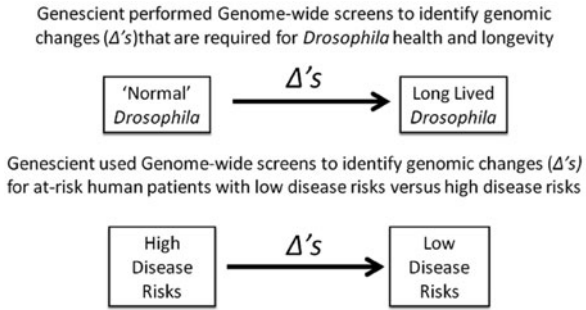 Genescient performed Genome-wide screens to identify genomic
changes (Δ's)that are required for Drosophila health and longevity
Δ's
'Normal'
Drosophila
Long Lived
Drosophila
Genescient used Genome-wide screens to identify genomic changes (Δ's)
for at-risk human patients with low disease risks versus high disease risks
Δ's
High
Disease
Risks
Low
Disease
Risks